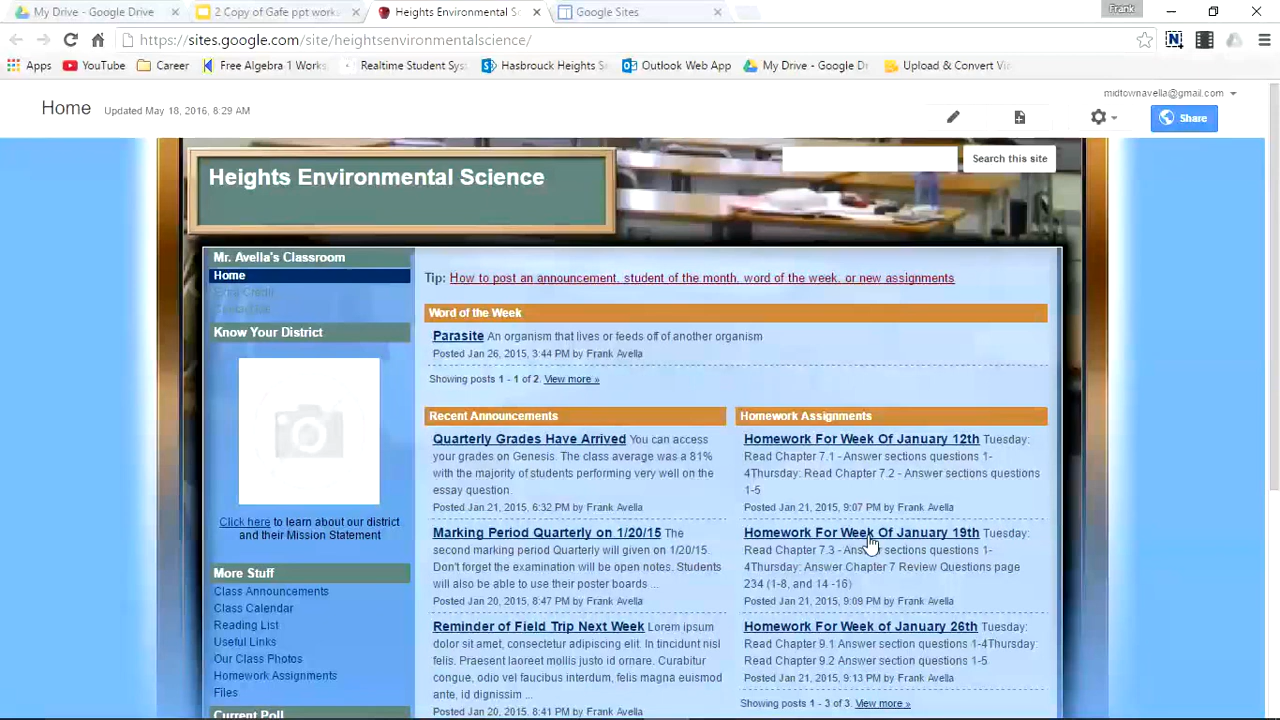 My Drive - Google Drive
2 Copy of Gafe ppt works
Heights Environmental Sc
Google Sites
Frank
https://sites.google.com/site/heightsenvironmentalscience/
Apps
YouTube
Career
Free Algebra 1 Works
Realtime Student Sys
Hasbrouck Heights S
Outlook Web App
My Drive - Google D
Upload & Convert Vi
midtownavella@gmail.com
Home
Updated May 18, 2016, 8:29 AM
Share
Heights Environmental Science
Search this site
Mr. Avella's Classroom
Home
Extra Credit
Know Your District
Click here to learn about our district
and their Mission Statement
More Stuff
Class Announcements
Class Calendar
Reading List
Useful Links
Our Class Photos
Homework Assignments
Files
Current Poll
Tip: How to post an announcement, student of the month, word of the week, or new assignments
Word of the Week
Parasite An organism that lives or feeds off of another organism
Posted Jan 26, 2015, 3:44 PM by Frank Avella
Showing posts 1 - 1 of 2. View more »
Recent Announcements
Quarterly Grades Have Arrived You can access
your grades on Genesis. The class average was a 81%
with the majority of students performing very well on the
essay question.
Posted Jan 21, 2015, 6:32 PM by Frank Avella
Marking Period Quarterly on 1/20/15 The
second marking period Quarterly will given on 1/20/15.
Don't forget the examination will be open notes. Students
will also be able to use their poster boards ...
Posted Jan 20, 2015, 8:47 PM by Frank Avella
Reminder of Field Trip Next Week Lorem ipsum
dolor sit amet, consectetur adipiscing elit. In tincidunt nisl
felis. Praesent laoreet mollis justo id ornare. Curabitur
congue, odio vel faucibus interdum, felis magna euismod
ante, id dignissim ...
Posted Jan 20, 2015, 8:41 PM by Frank Avella
Homework Assignments
Homework For Week Of January 12th Tuesday:
Read Chapter 7.1 - Answer sections questions 1-
4Thursday: Read Chapter 7.2 - Answer sections questions
1-5
Posted Jan 21, 2015, 9:07 PM by Frank Avella
Homework For Week Of January 19th Tuesday:
Read Chapter 7.3 - Answer sections questions 1-
4Thursday: Answer Chapter 7 Review Questions page
234 (1-8, and 14 -16)
Posted Jan 21, 2015, 9:09 PM by Frank Avella
Homework For Week of January 26th Tuesday:
Read Chapter 9.1 Answer section questions 1-4Thursday:
Read Chapter 9.2 Answer section questions 1-5.
Posted Jan 21, 2015, 9:13 PM by Frank Avella
Showing posts 1 - 3 of 3. View more »